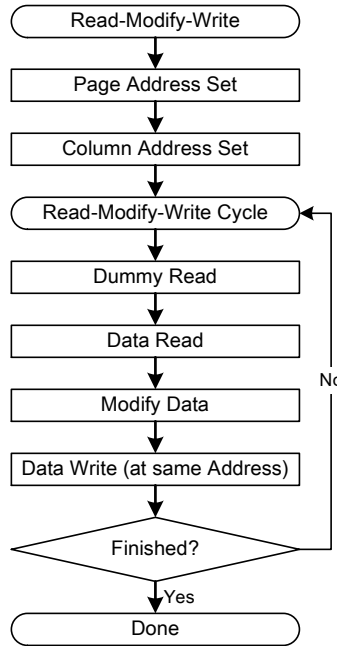 Read-Modify-Write
Page Address Set
Column Address Set
Read-Modify-Write Cycle
Dummy Read
Data Read
Modify Data
No
Data Write (at same Address)
Finished?
Yes
Done